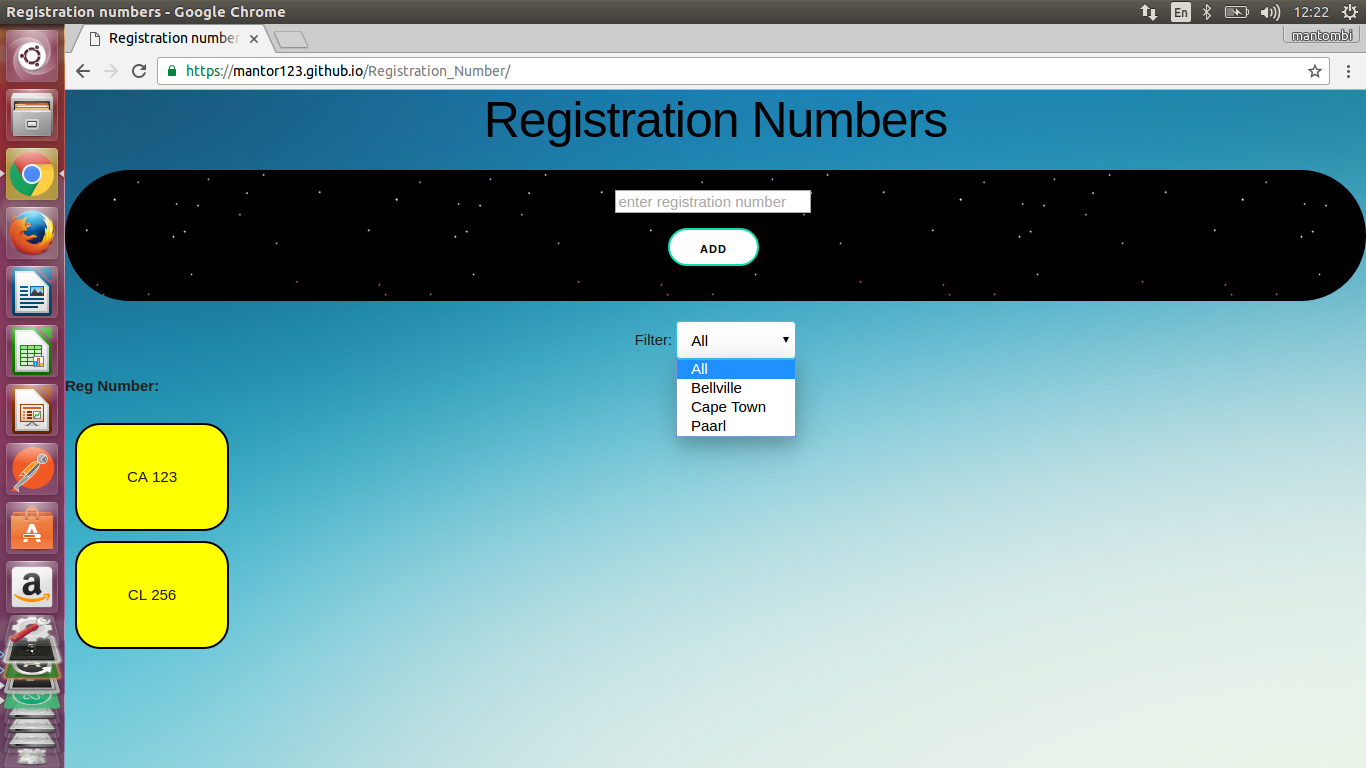 Registration numbers - Google Chrome
En
12:22
Registration number
mantombi
https://mantor123.github.io/Registration_Number/
Registration Numbers
enter registration number
ADD
Filter: All
All
Bellville
Cape Town
Paarl
Reg Number:
CA 123
CL 256